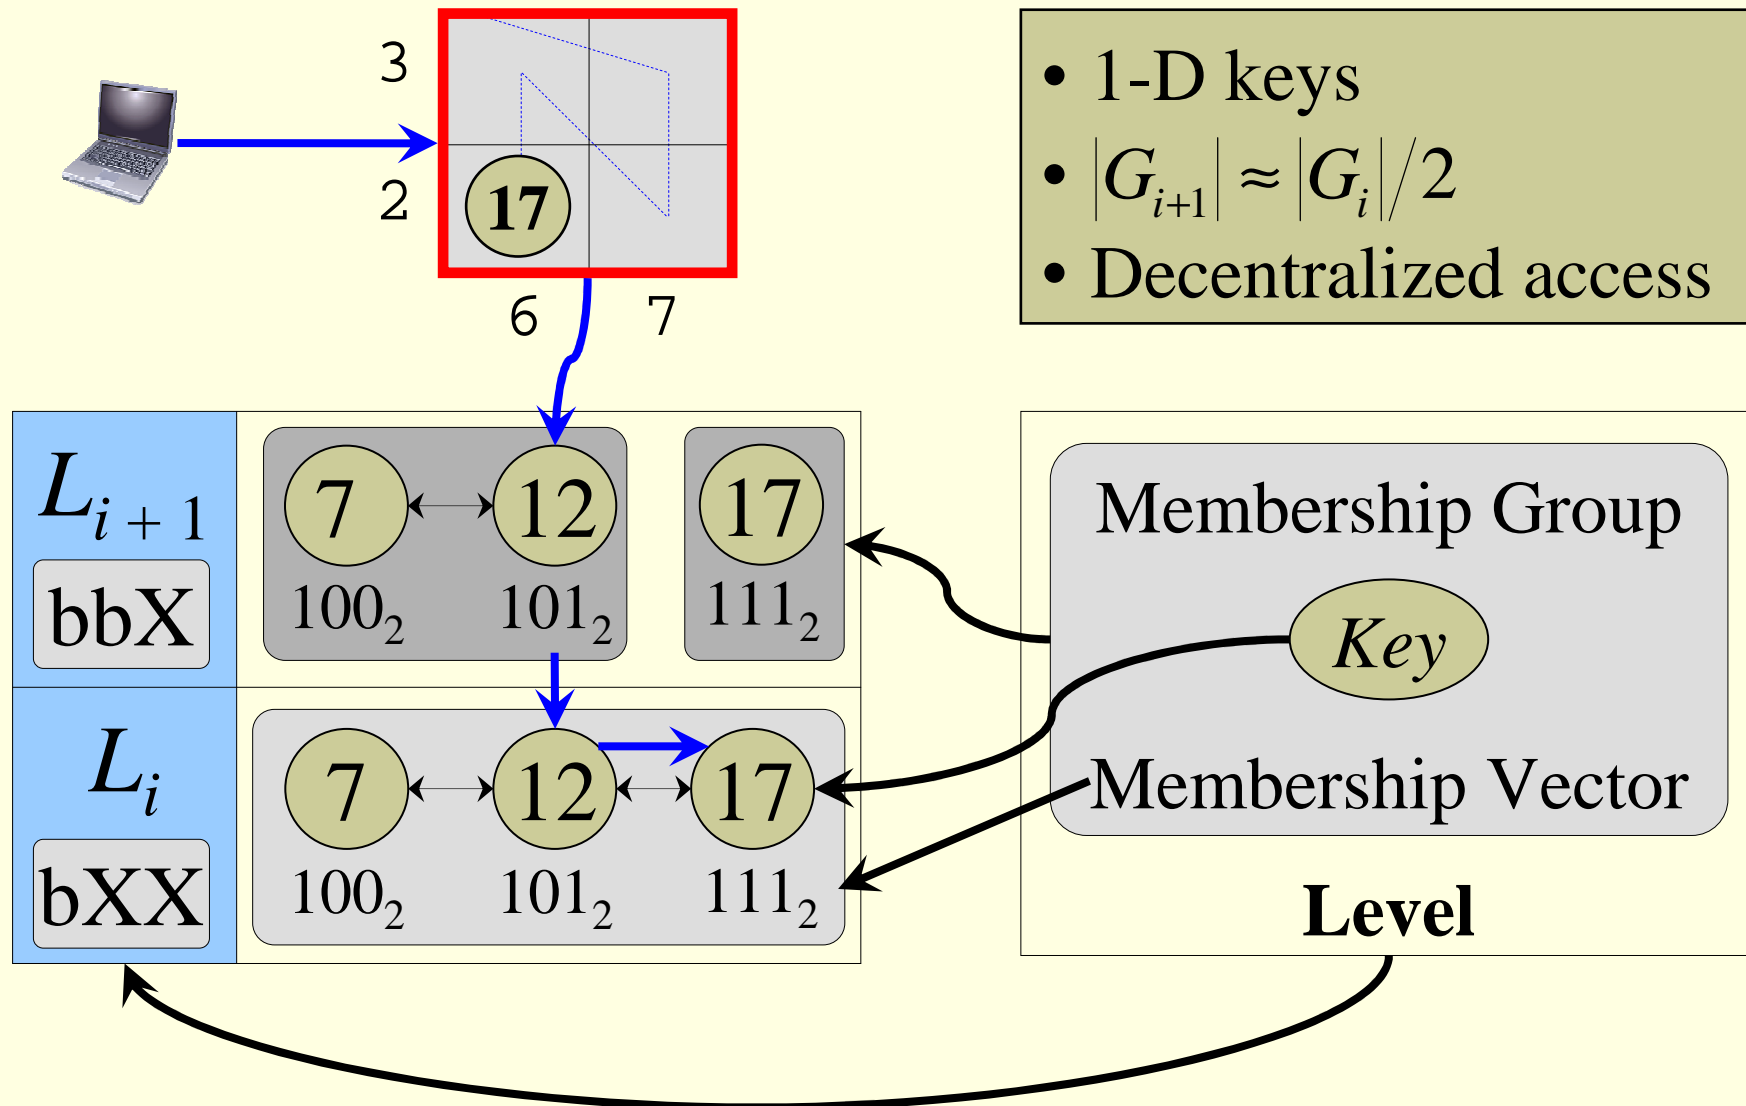 3
2
17
6
7
• 1-D keys
• |G_{i+1}| ≈ |G_i|/2
• Decentralized access
L_{i + 1}
bbX
7
12
17
100₂
101₂
111₂
L_i
bXX
7
12
17
100₂
101₂
111₂
Membership Group
Key
Membership Vector
Level